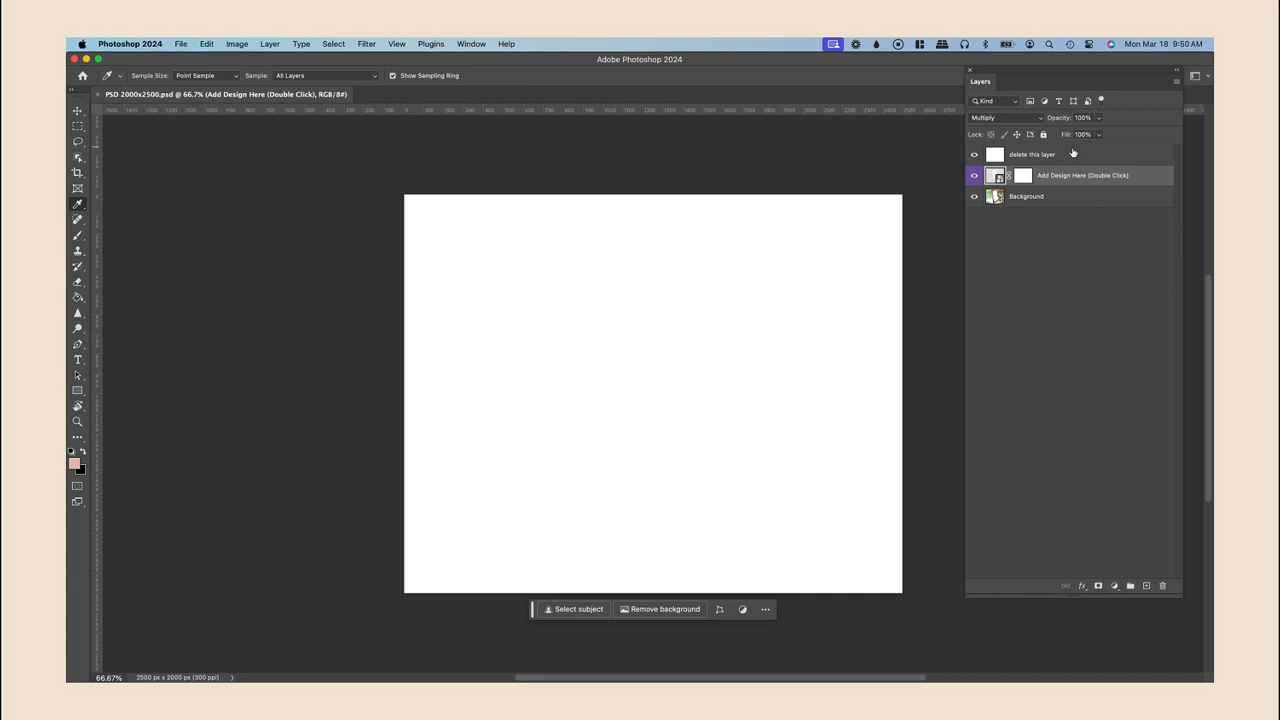 Photoshop 2024 File Edit Image Layer Type Select Filter View Plugins Window Help Mon Mar 18 9:50 AM
Adobe Photoshop 2024
Sample Size: Point Sample Sample: All Layers Show Sampling Ring
PSD 2000x2500.psd @ 66.7% (Add Design Here (Double Click), RGB/8#)
Layers
Kind
Multiply Opacity: 100%
Lock: Fill: 100%
delete this layer
Add Design Here (Double Click)
Background
Select subject Remove background
66.67% 2500 px x 2000 px (300 ppi)